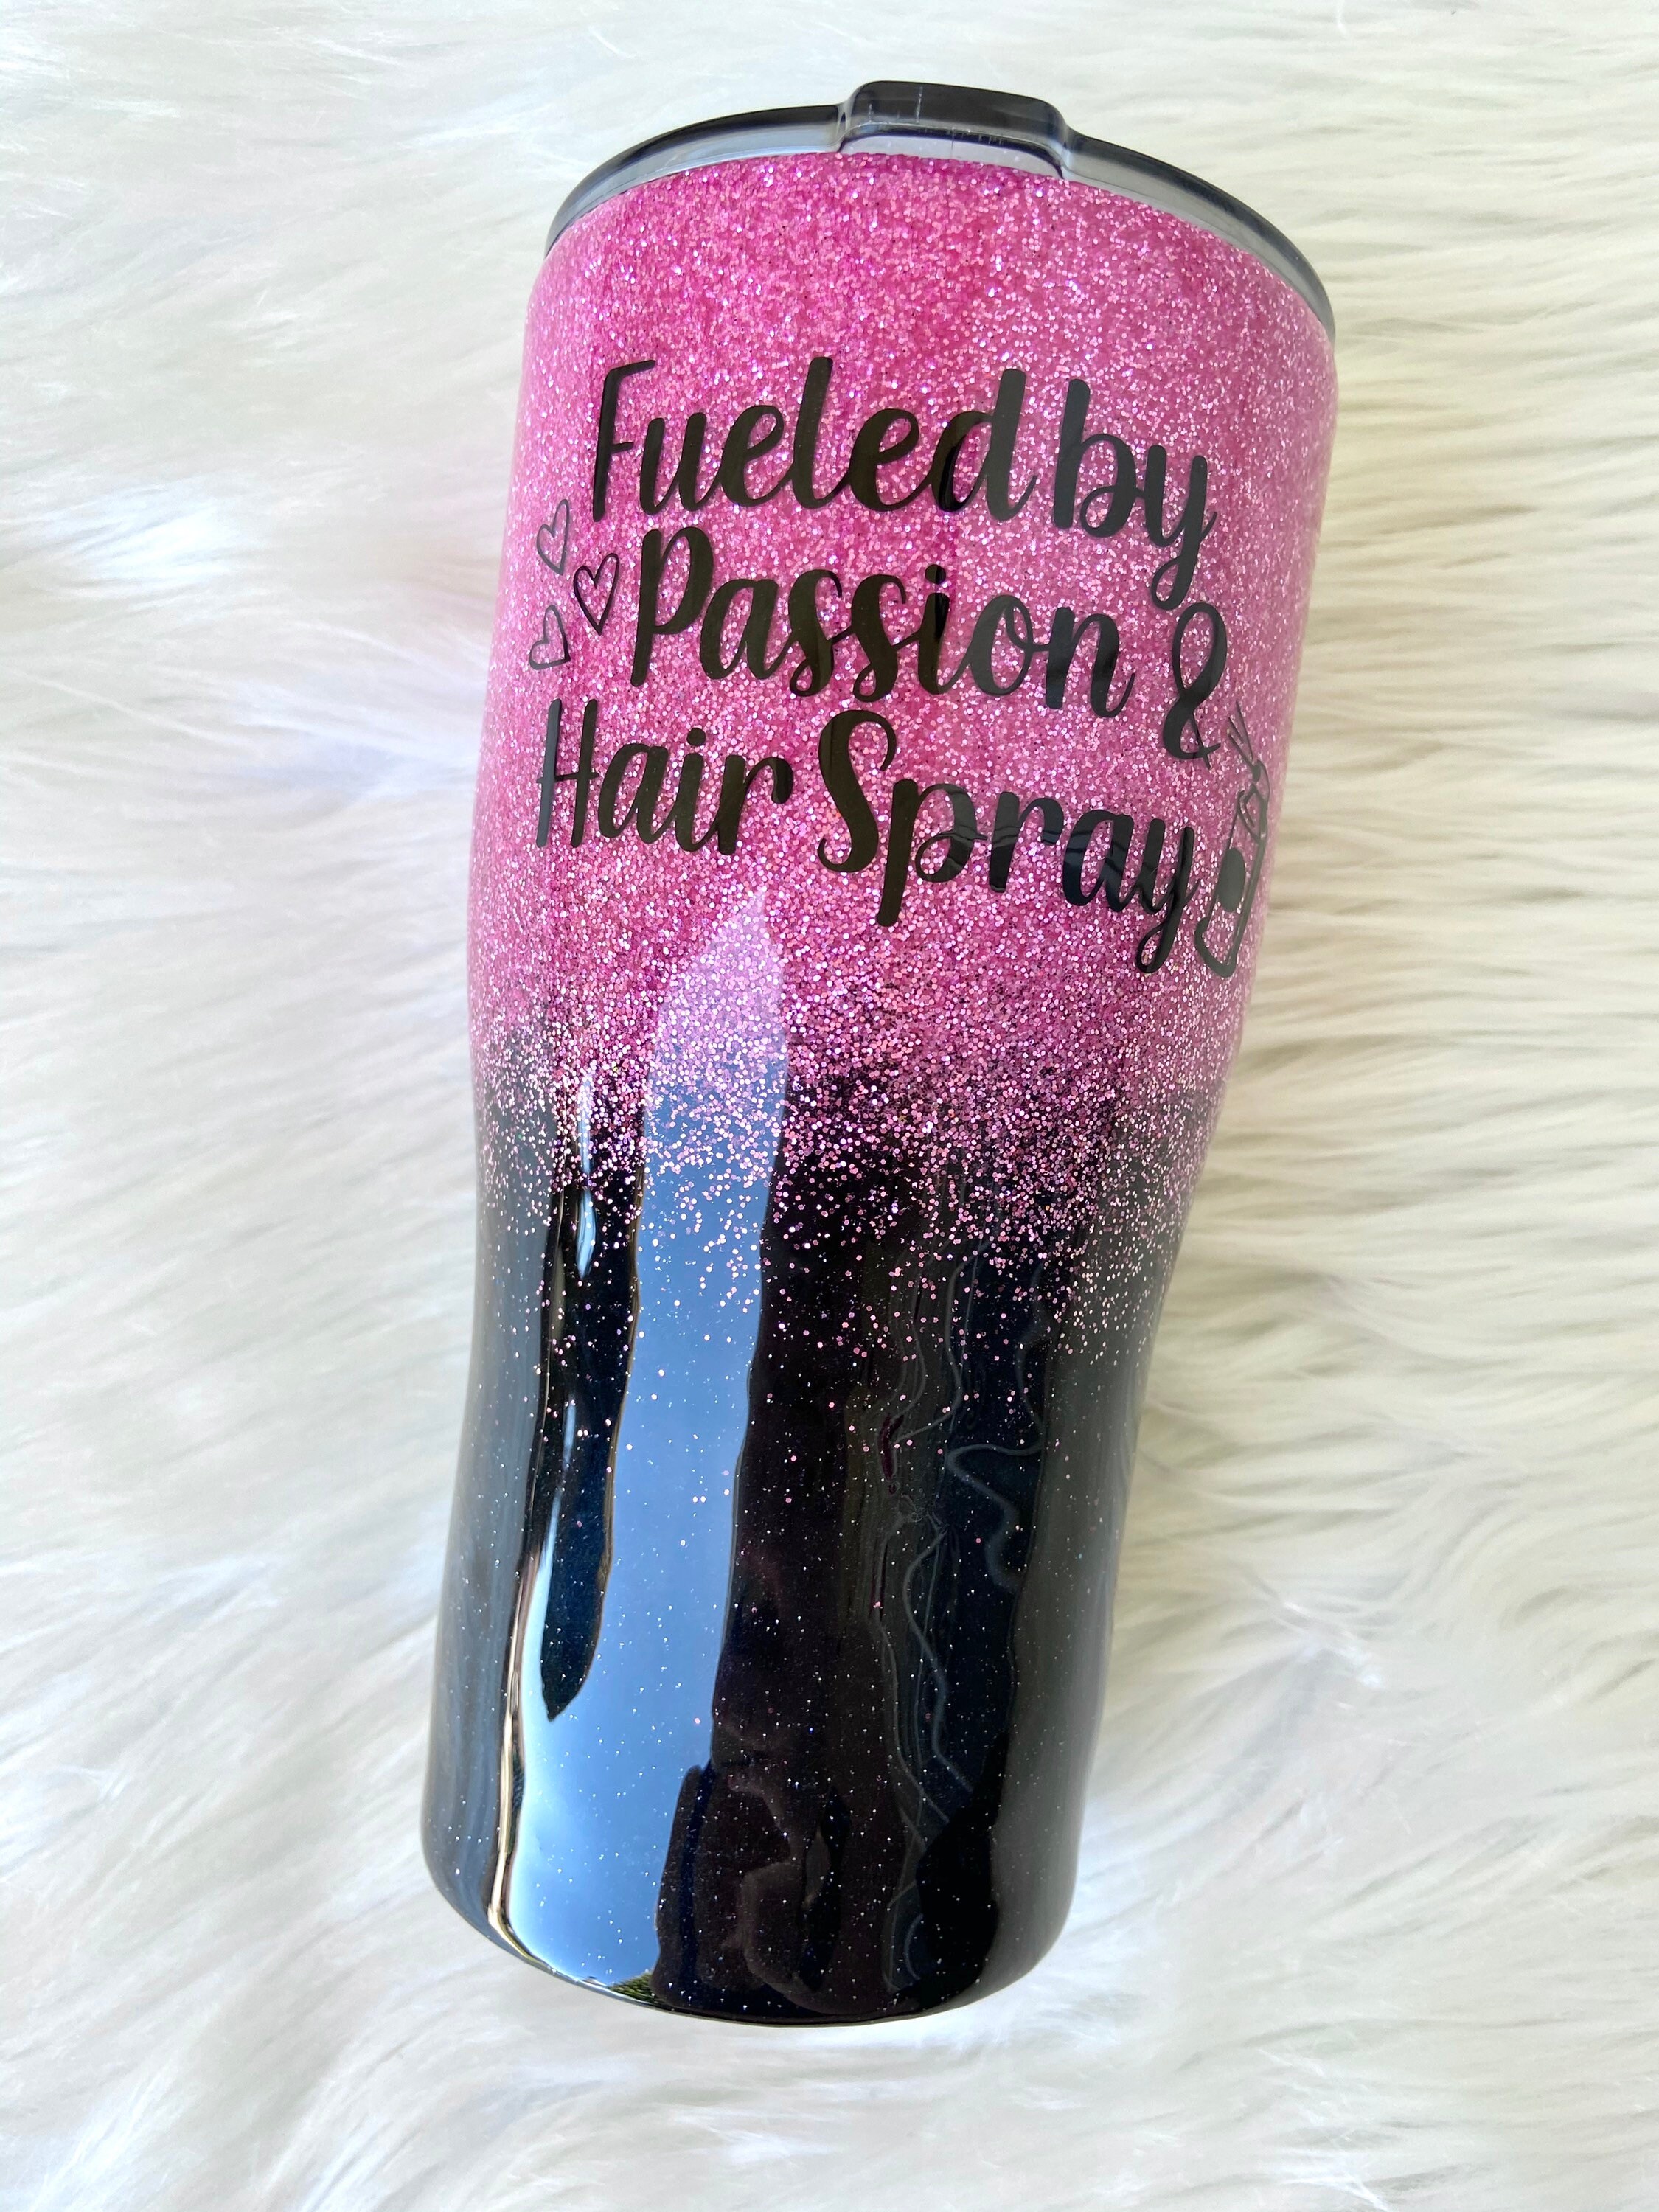 Fueled by
Passion &
Hair Spray